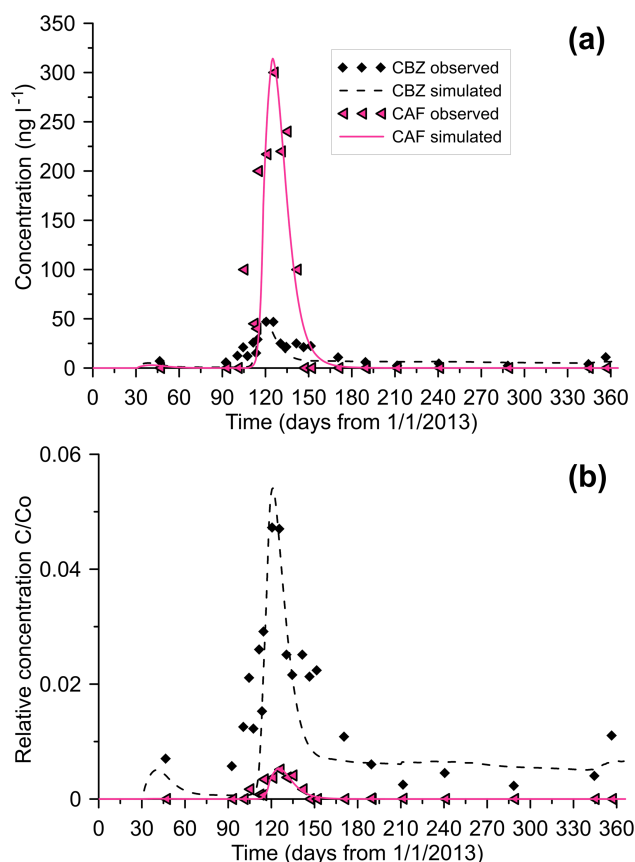 (a)
350
300
250
200
150
100
50
0
Concentration (ng l-1)
CBZ observed
CBZ simulated
CAF observed
CAF simulated
0 30 60 90 120 150 180 210 240 270 300 330 360
Time (days from 1/1/2013)
(b)
0.06
0.04
0.02
0
Relative concentration C/Co
0 30 60 90 120 150 180 210 240 270 300 330 360
Time (days from 1/1/2013)